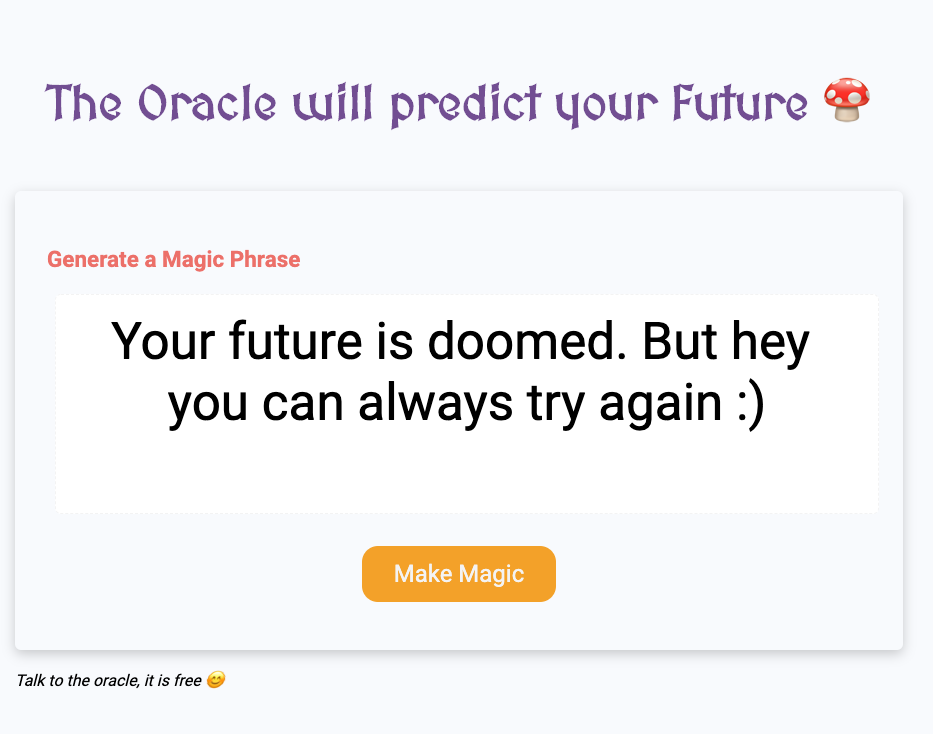 The Oracle will predict your Future 🍄
Generate a Magic Phrase
Your future is doomed. But hey
you can always try again :)
Make Magic
Talk to the oracle, it is free 😊